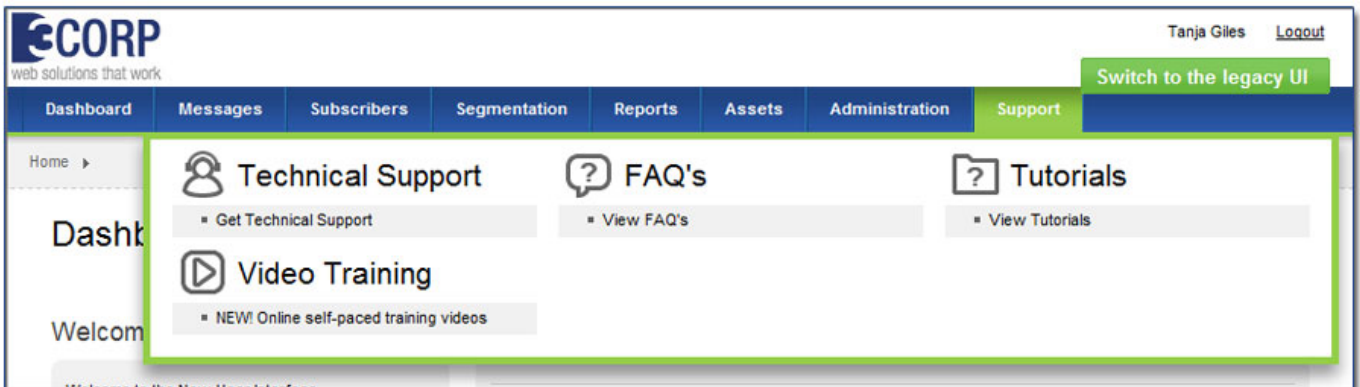 3CORP
web solutions that work
Tanja Giles Logout
Switch to the legacy UI
Dashboard Messages Subscribers Segmentation Reports Assets Administration Support
Home
Technical Support FAQ's Tutorials
Get Technical Support View FAQ's View Tutorials
Dashb
Video Training
NEW! Online self-paced training videos
Welcom